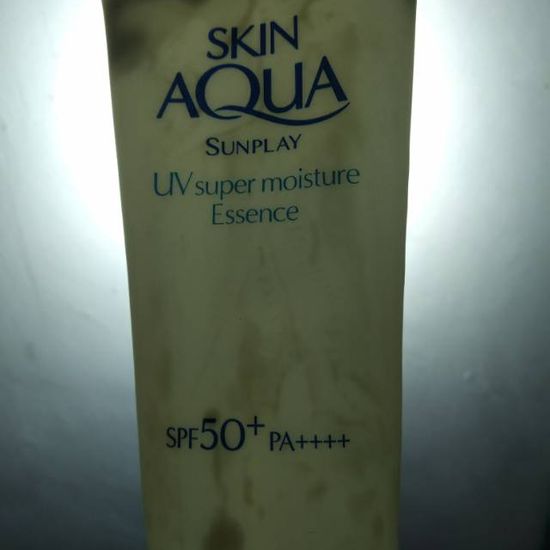 SKIN
AQUA
SUNPLAY
UV super moisture
Essence
SPF50+ PA++++